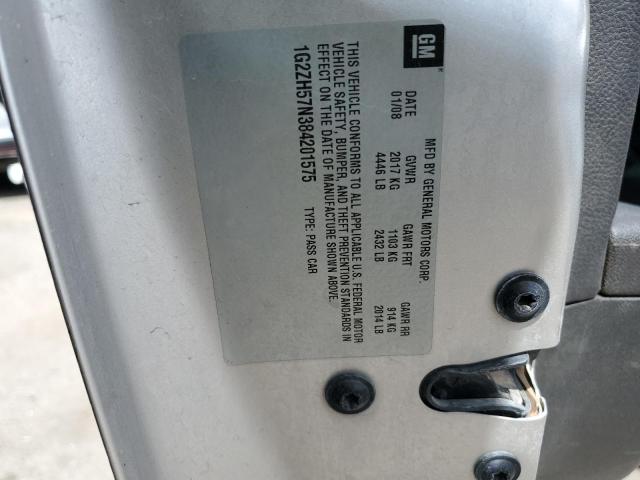 GM
MFD BY GENERAL MOTORS CORP.
DATE GVWR GAWR FRT GAWR RR
01/08 2017 KG 1103 KG 914 KG
4446 LB 2432 LB 2014 LB
THIS VEHICLE CONFORMS TO ALL APPLICABLE U.S. FEDERAL MOTOR
VEHICLE SAFETY, BUMPER, AND THEFT PREVENTION STANDARDS IN
EFFECT ON THE DATE OF MANUFACTURE SHOWN ABOVE.
1G2ZH57N384201575 TYPE: PASS CAR